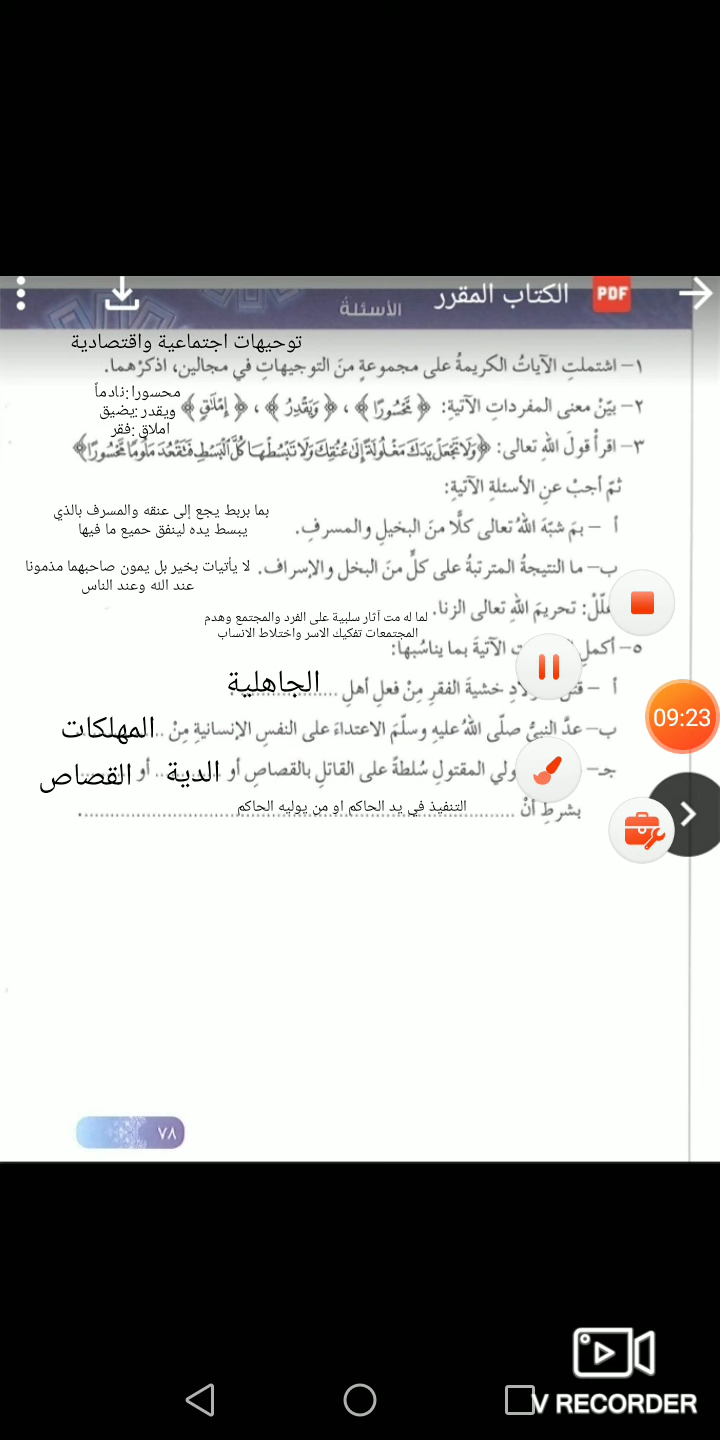 الكتاب المقرر PDF
الأسئلة
توحيهات اجتماعية واقتصادية
١- اشتملتِ الآياتُ الكريمةُ على مجموعةٍ منَ التوجيهاتِ في مجالينِ، اذكرْهما.
محسورا :نادماً
٢- بيّنْ معنى المفرداتِ الآتيةِ: ﴿ مَّحْسُورًا ﴾ ، ﴿ وَيَقْدِرُ ﴾ ، ﴿ إِمْلَاقٍ ﴾
ويقدر :يضيق
املاق :فقر
٣- اقرأْ قولَ اللهِ تعالى: ﴿وَلَا تَجْعَلْ يَدَكَ مَغْلُولَةً إِلَىٰ عُنُقِكَ وَلَا تَبْسُطْهَا كُلَّ الْبَسْطِ فَتَقْعُدَ مَلُومًا مَّحْسُورًا﴾
ثمّ أجبْ عنِ الأسئلةِ الآتيةِ:
بما بربط يجع إلى عنقه والمسرف بالذي
أ - بمَ شبّهَ اللهُ تعالى كلًّا منَ البخيلِ والمسرفِ.
يبسط يده لينفق حميع ما فيها
ب- ما النتيجةُ المترتبةُ على كلٍّ منَ البخلِ والإسراف.
لا يأتيات بخير بل يمون صاحبهما مذمونا
عند الله وعند الناس
علّلْ: تحريمَ اللهِ تعالى الزنا.
لما له مت آثار سلبية على الفرد والمجتمع وهدم
المجتمعات تفكيك الاسر واختلاط الانساب
٥- أكملِ الآتيةَ بما يناسبُها:
أ - خشيةَ الفقرِ مِنْ فعلِ أهلِ .................. الجاهلية
ب- عدَّ النبيُّ صلّى اللهُ عليهِ وسلّمَ الاعتداءَ على النفسِ الإنسانيةِ مِنْ .................. المهلكات
جـ- ولي المقتولِ سُلطةً على القاتلِ بالقصاصِ أو .......... الدية أو .......... القصاص
بشرطِ أنْ .................. التنفيذ في يد الحاكم او من يوليه الحاكم
09:23
٧٨
V RECORDER